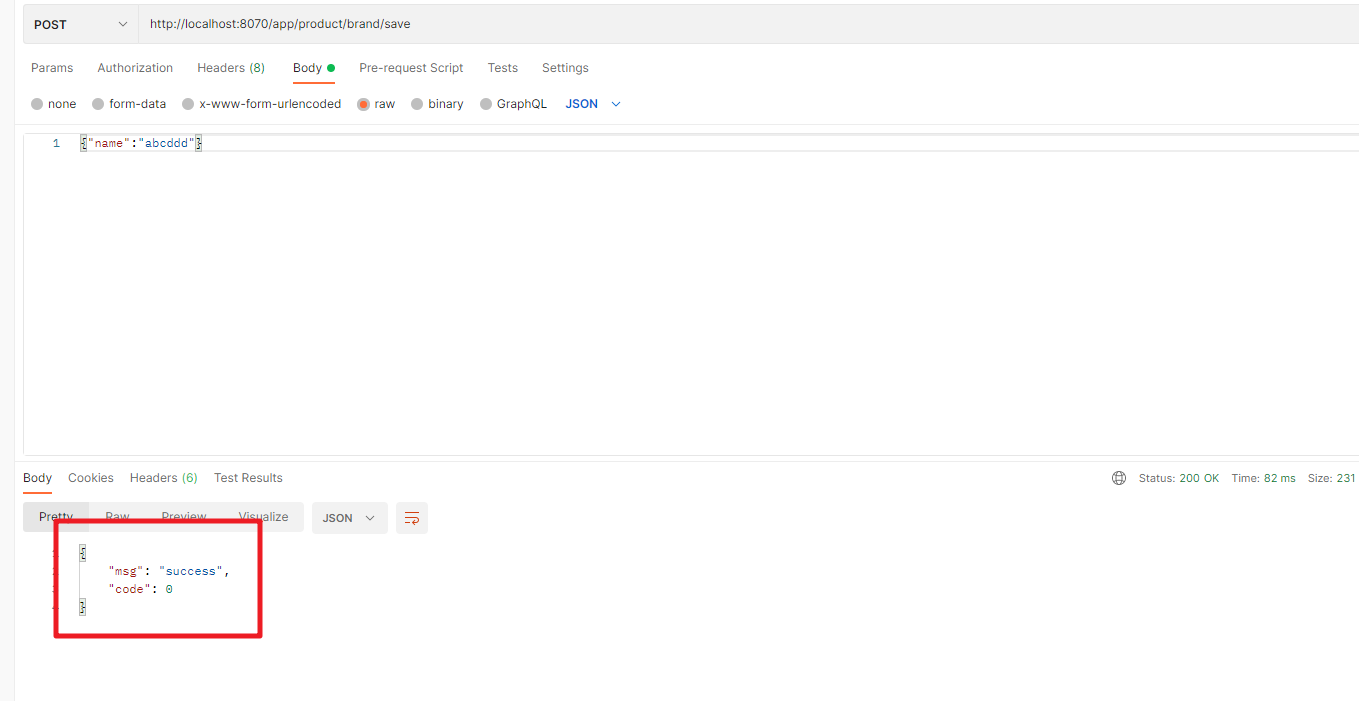 POST http://localhost:8070/app/product/brand/save
Params Authorization Headers (8) Body Pre-request Script Tests Settings
none form-data x-www-form-urlencoded raw binary GraphQL JSON
1 {"name":"abcddd"}
Body Cookies Headers (6) Test Results Status: 200 OK Time: 82 ms Size: 231
Pretty Raw Preview Visualize JSON
{
"msg": "success",
"code": 0
}